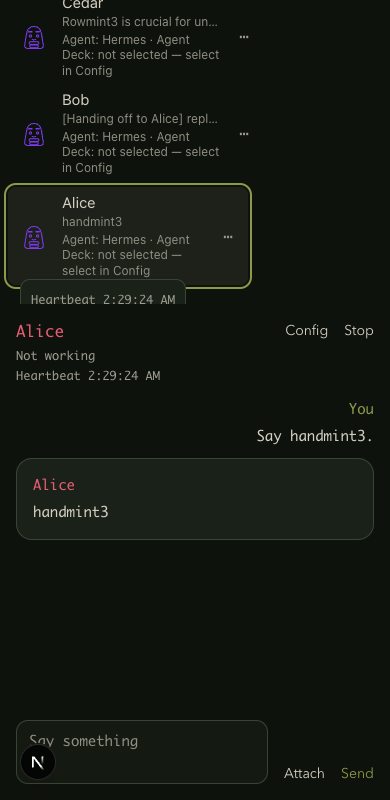 Cedar
Rowmint3 is crucial for un…
Agent: Hermes · Agent
Deck: not selected — select
in Config
Bob
[Handing off to Alice] repl…
Agent: Hermes · Agent
Deck: not selected — select
in Config
Alice
handmint3
Agent: Hermes · Agent
Deck: not selected —
select in Config
Heartbeat 2:29:24 AM
Alice
Config
Stop
Not working
Heartbeat 2:29:24 AM
You
Say handmint3.
Alice
handmint3
Say something
N
Attach
Send